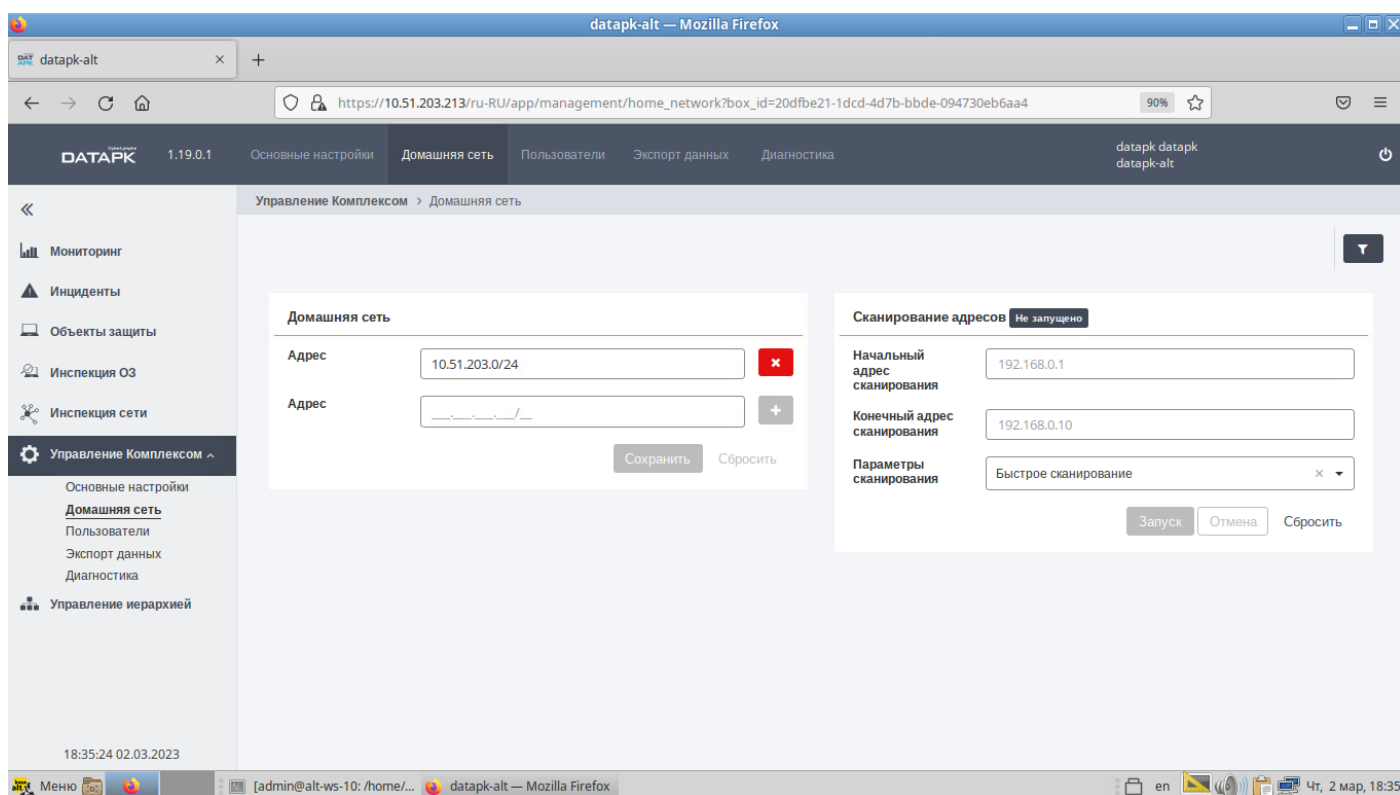 datapk-alt — Mozilla Firefox
DATAPK datapk-alt
https://10.51.203.213/ru-RU/app/management/home_network?box_id=20dfbe21-1dcd-4d7b-bbde-094730eb6aa4 90%
DATAPK 1.19.0.1 Основные настройки Домашняя сеть Пользователи Экспорт данных Диагностика datapk datapk
datapk-alt
Управление Комплексом > Домашняя сеть
Мониторинг
Инциденты
Объекты защиты
Инспекция ОЗ
Инспекция сети
Управление Комплексом
Основные настройки
Домашняя сеть
Пользователи
Экспорт данных
Диагностика
Управление иерархией
18:35:24 02.03.2023
Домашняя сеть
Адрес 10.51.203.0/24
Адрес ___.___.___.___/__
Сохранить Сбросить
Сканирование адресов Не запущено
Начальный
адрес
сканирования
192.168.0.1
Конечный адрес
сканирования
192.168.0.10
Параметры
сканирования
Быстрое сканирование
Запуск Отмена Сбросить
Меню [admin@alt-ws-10: /home/... datapk-alt — Mozilla Firefox en Чт, 2 мар, 18:35